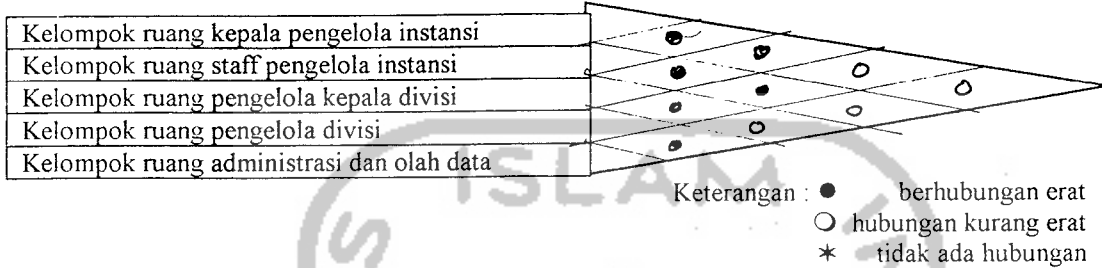 Kelompok ruang kepala pengelola instansi
Kelompok ruang staff pengelola instansi
Kelompok ruang pengelola kepala divisi
Kelompok ruang pengelola divisi
Kelompok ruang administrasi dan olah data
ISLAM
Keterangan : ● berhubungan erat
○ hubungan kurang erat
✶ tidak ada hubungan